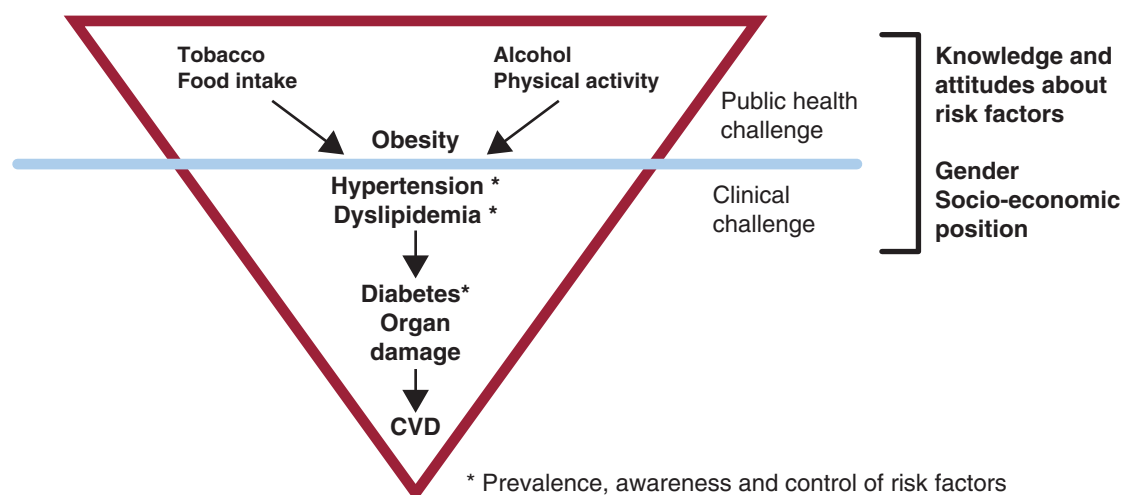 Tobacco
Food intake
Alcohol
Physical activity
Obesity
Public health
challenge
Knowledge and
attitudes about
risk factors
Hypertension *
Dyslipidemia *
Clinical
challenge
Gender
Socio-economic
position
Diabetes*
Organ
damage
CVD
* Prevalence, awareness and control of risk factors